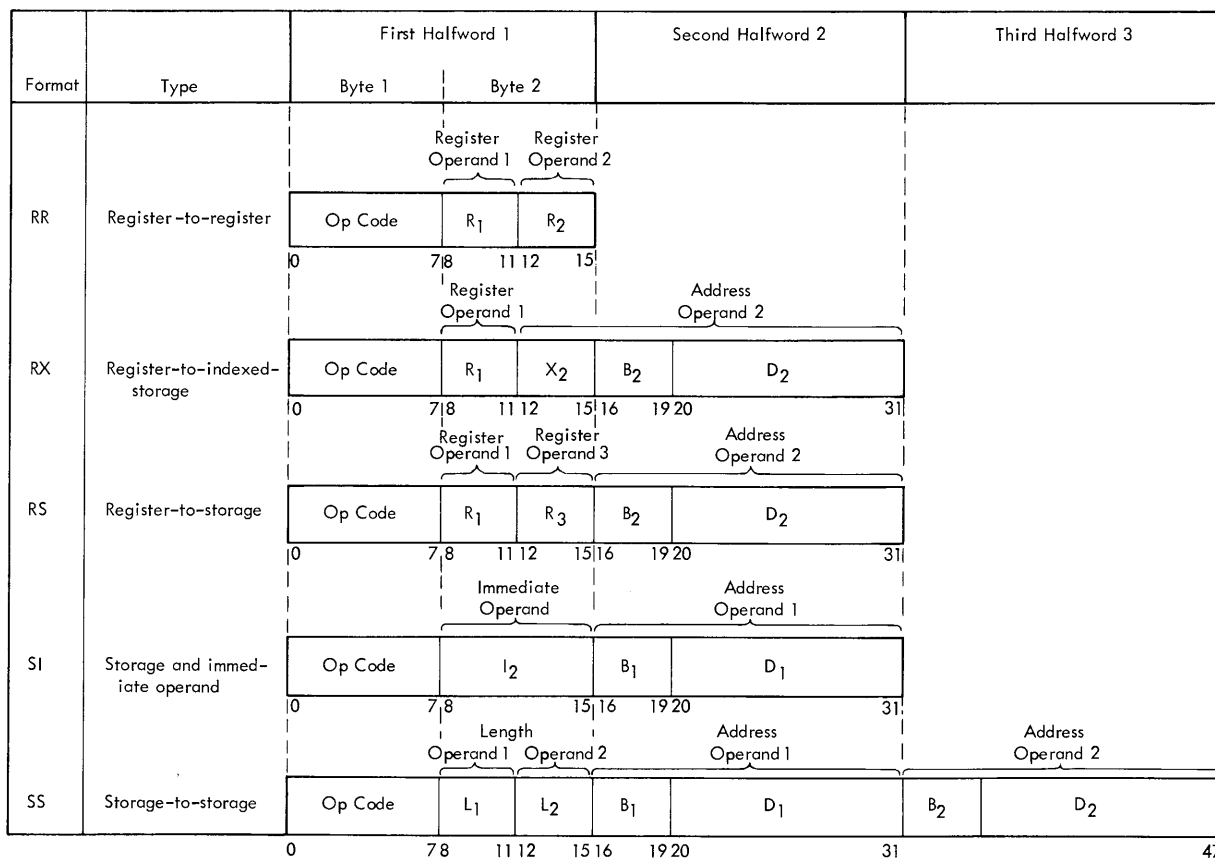 First Halfword 1 Second Halfword 2 Third Halfword 3
Format Type Byte 1 Byte 2
Register Register
Operand 1 Operand 2
RR Register-to-register Op Code R1 R2
0 7 8 11 12 15
Register Address
Operand 1 Operand 2
RX Register-to-indexed- Op Code R1 X2 B2 D2
storage
0 7 8 11 12 15 16 19 20 31
Register Register Address
Operand 1 Operand 3 Operand 2
RS Register-to-storage Op Code R1 R3 B2 D2
0 7 8 11 12 15 16 19 20 31
Immediate Address
Operand Operand 1
SI Storage and immed- Op Code I2 B1 D1
iate operand
0 7 8 15 16 19 20 31
Length Address Address
Operand 1 Operand 2 Operand 1 Operand 2
SS Storage-to-storage Op Code L1 L2 B1 D1 B2 D2
0 7 8 11 12 15 16 19 20 31 47